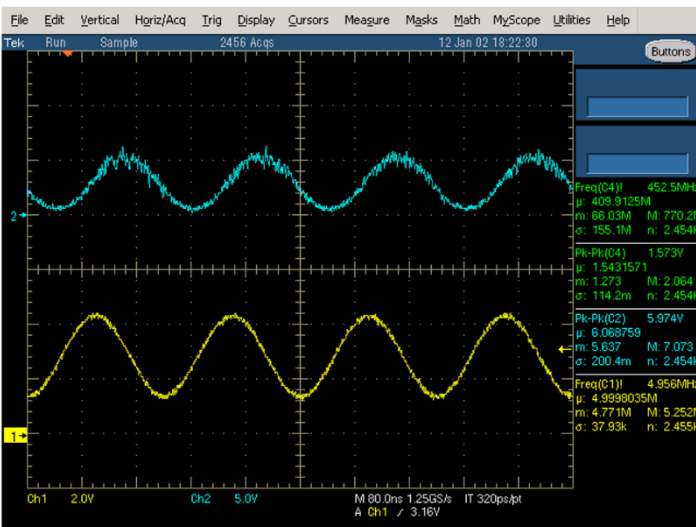 File Edit Vertical Horiz/Acq Trig Display Cursors Measure Masks Math MyScope Utilities Help
Tek Run Sample 2456 Acqs 12 Jan 02 18:22:30
Buttons
2
Freq(C4)! 452.5MHz
µ: 409.9125M
m: 66.03M M: 770.2M
σ: 155.1M n: 2.454k
Pk-Pk(C4) 1.573V
µ: 1.5431571
m: 1.273 M: 2.064
σ: 114.2m n: 2.454k
Pk-Pk(C2) 5.974V
µ: 6.068759
m: 5.637 M: 7.073
σ: 200.4m n: 2.454k
Freq(C1)! 4.956MHz
µ: 4.9998035M
m: 4.771M M: 5.252M
σ: 37.93k n: 2.455k
1
Ch1 2.0V Ch2 5.0V M 80.0ns 1.25GS/s IT 320ps/pt
A Ch1 / 3.16V